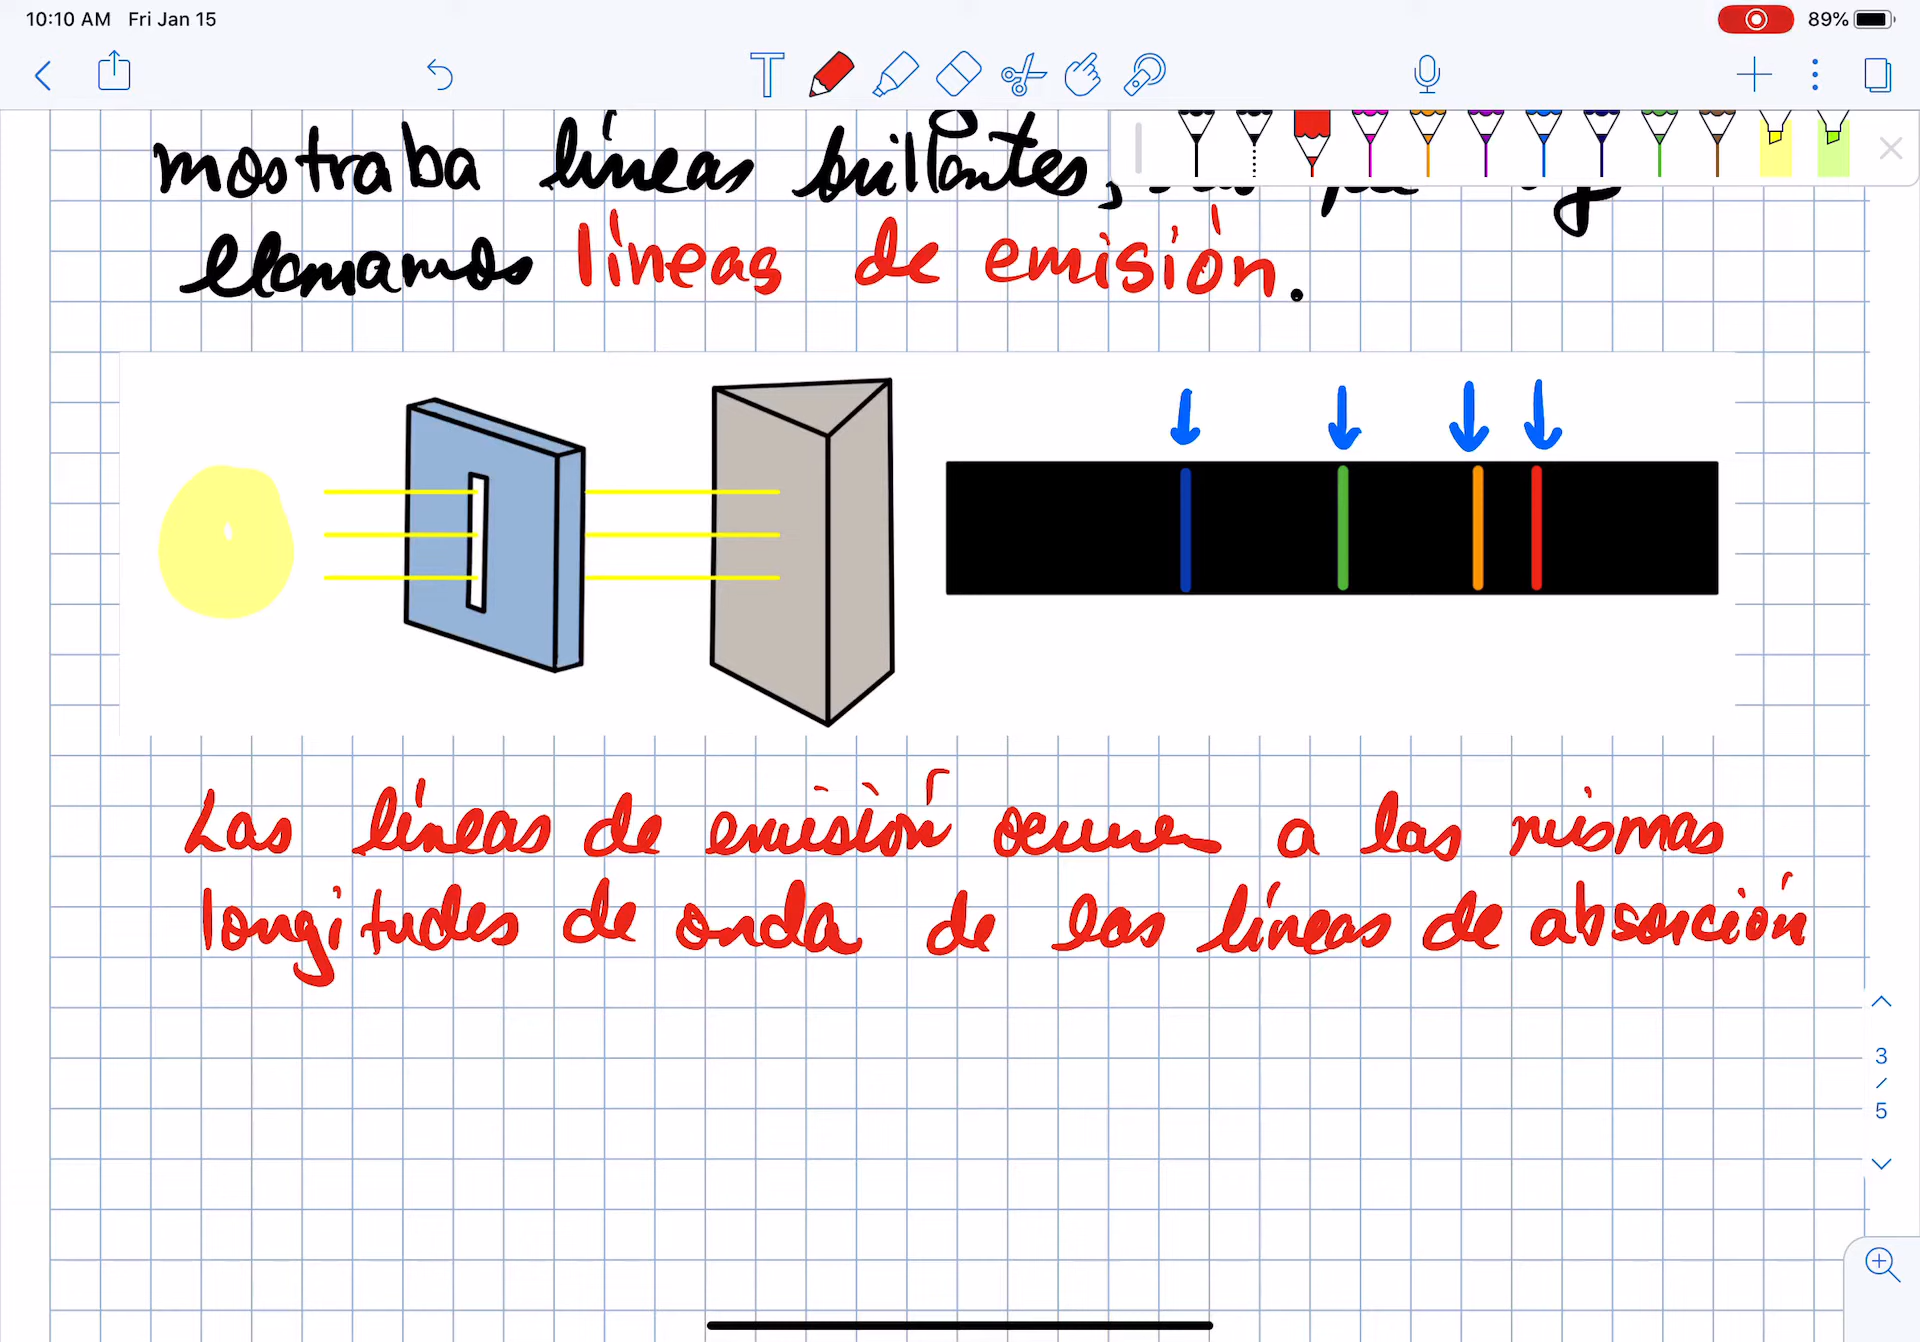 10:10 AM Fri Jan 15
89%
mostraba líneas brillantes,
llamamos líneas de emisión.
Las líneas de emisión ocurren a las mismas
longitudes de onda de las líneas de absorción
3
/
5